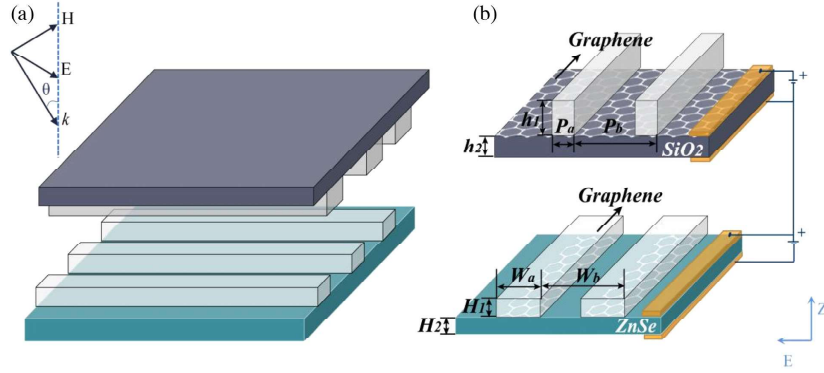 (a)
H
E
θ
k
(b)
Graphene
+
h1
Pa
Pb
h2
SiO2
Graphene
+
Wa
Wb
H1
H2
ZnSe
Z
E